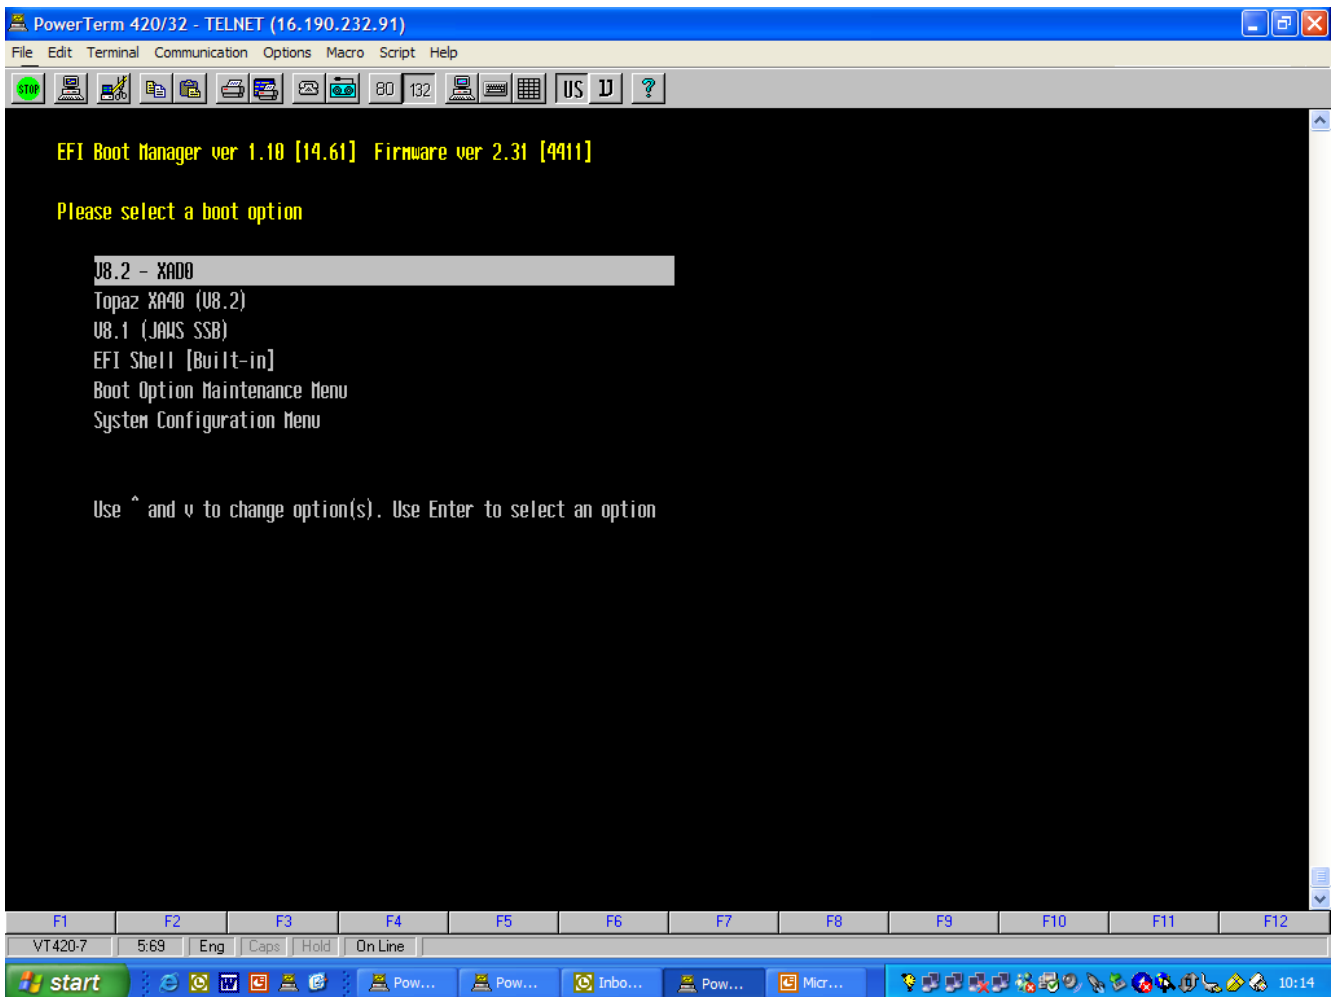 PowerTerm 420/32 - TELNET (16.190.232.91)
File Edit Terminal Communication Options Macro Script Help
STOP 80 132 US
EFI Boot Manager ver 1.10 [14.61] Firmware ver 2.31 [4411]
Please select a boot option
V8.2 - XAD0
Topaz XA40 (V8.2)
V8.1 (JAWS SSB)
EFI Shell [Built-in]
Boot Option Maintenance Menu
System Configuration Menu
Use ^ and v to change option(s). Use Enter to select an option
F1 F2 F3 F4 F5 F6 F7 F8 F9 F10 F11 F12
VT420-7 5:69 Eng Caps Hold On Line
start Pow... Pow... Inbo... Pow... Micr... 10:14